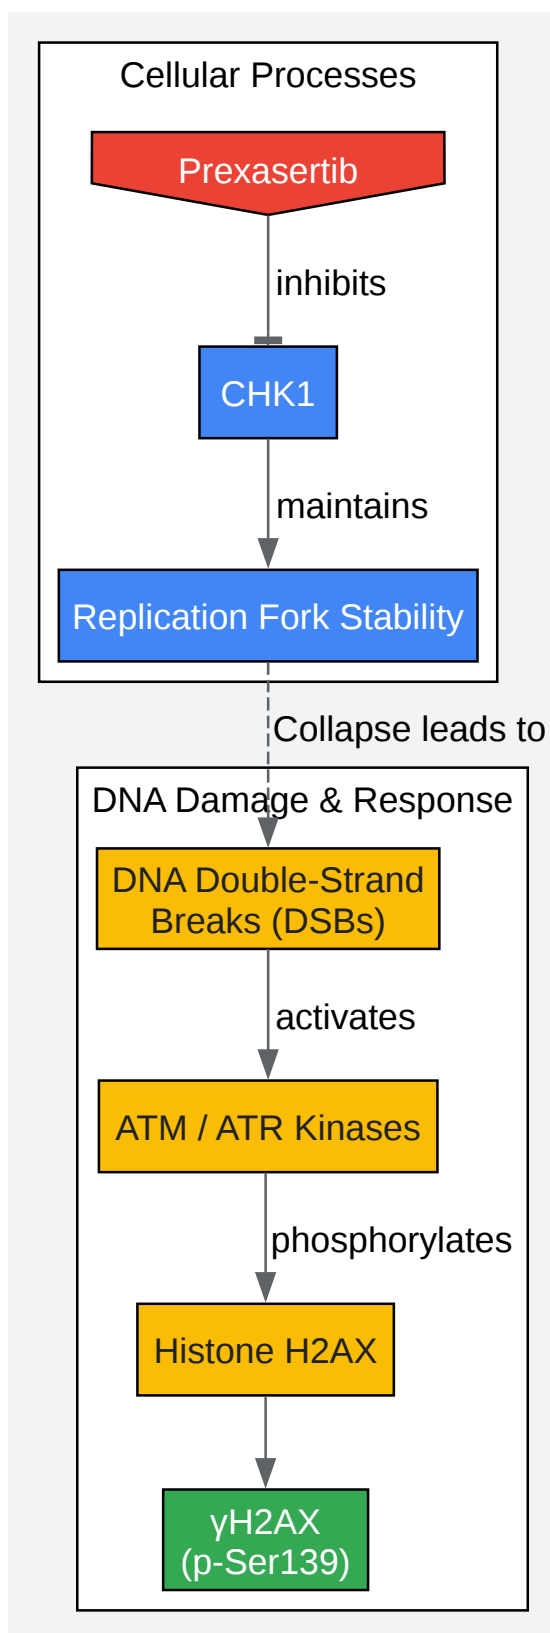 Cellular Processes
Prexasertib
inhibits
CHK1
maintains
Replication Fork Stability
Collapse leads to
DNA Damage & Response
DNA Double-Strand
Breaks (DSBs)
activates
ATM / ATR Kinases
phosphorylates
Histone H2AX
γH2AX
(p-Ser139)